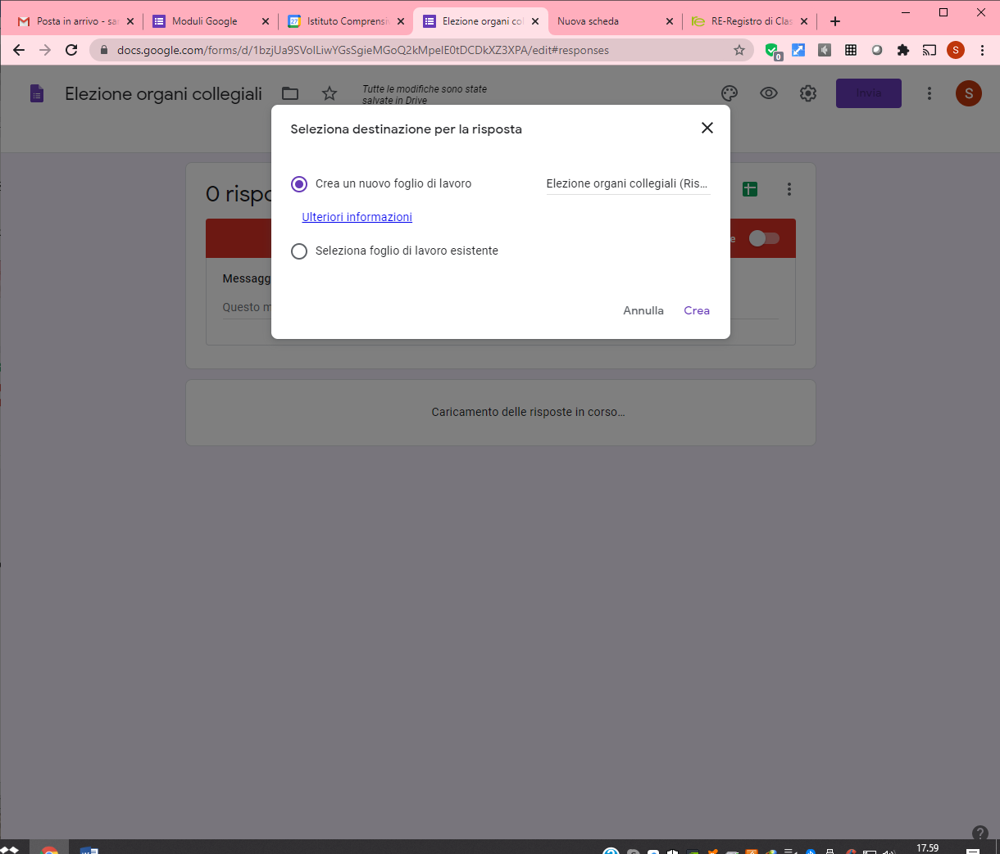 Posta in arrivo - sa
Moduli Google
Istituto Comprensi
Elezione organi co
Nuova scheda
RE-Registro di Clas
docs.google.com/forms/d/1bzjUa9SVolLiwYGsSgieMGoQ2kMpelE0tDCDkXZ3XPA/edit#responses
0
S
Elezione organi collegiali
Tutte le modifiche sono state
salvate in Drive
Invia
S
Seleziona destinazione per la risposta
Crea un nuovo foglio di lavoro
Elezione organi collegiali (Ris...
Ulteriori informazioni
Seleziona foglio di lavoro esistente
Annulla
Crea
0 rispo
e
Messagg
Questo m
Caricamento delle risposte in corso...
17.59